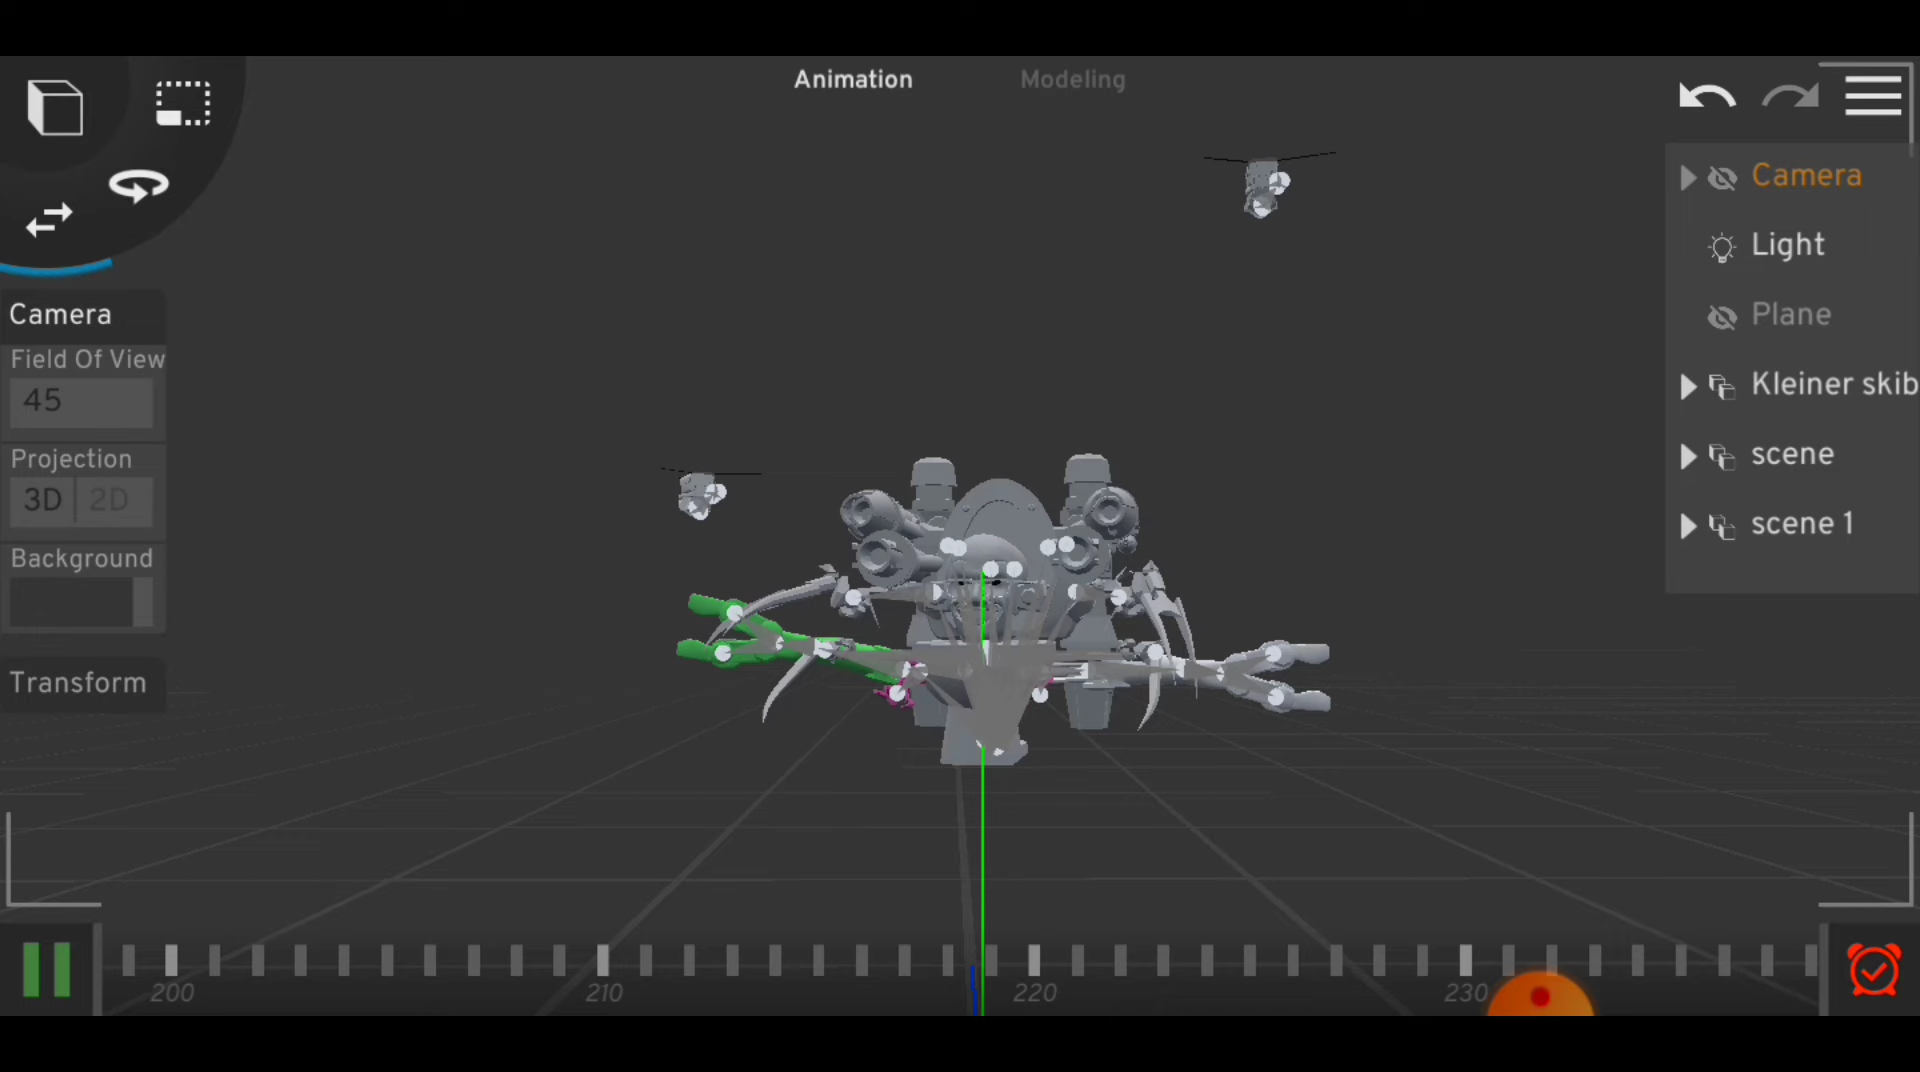 Animation Modeling
Camera
Light
Plane
Kleiner skib
scene
scene 1
Camera
Field Of View
45
Projection
3D 2D
Background
Transform
200 210 220 230